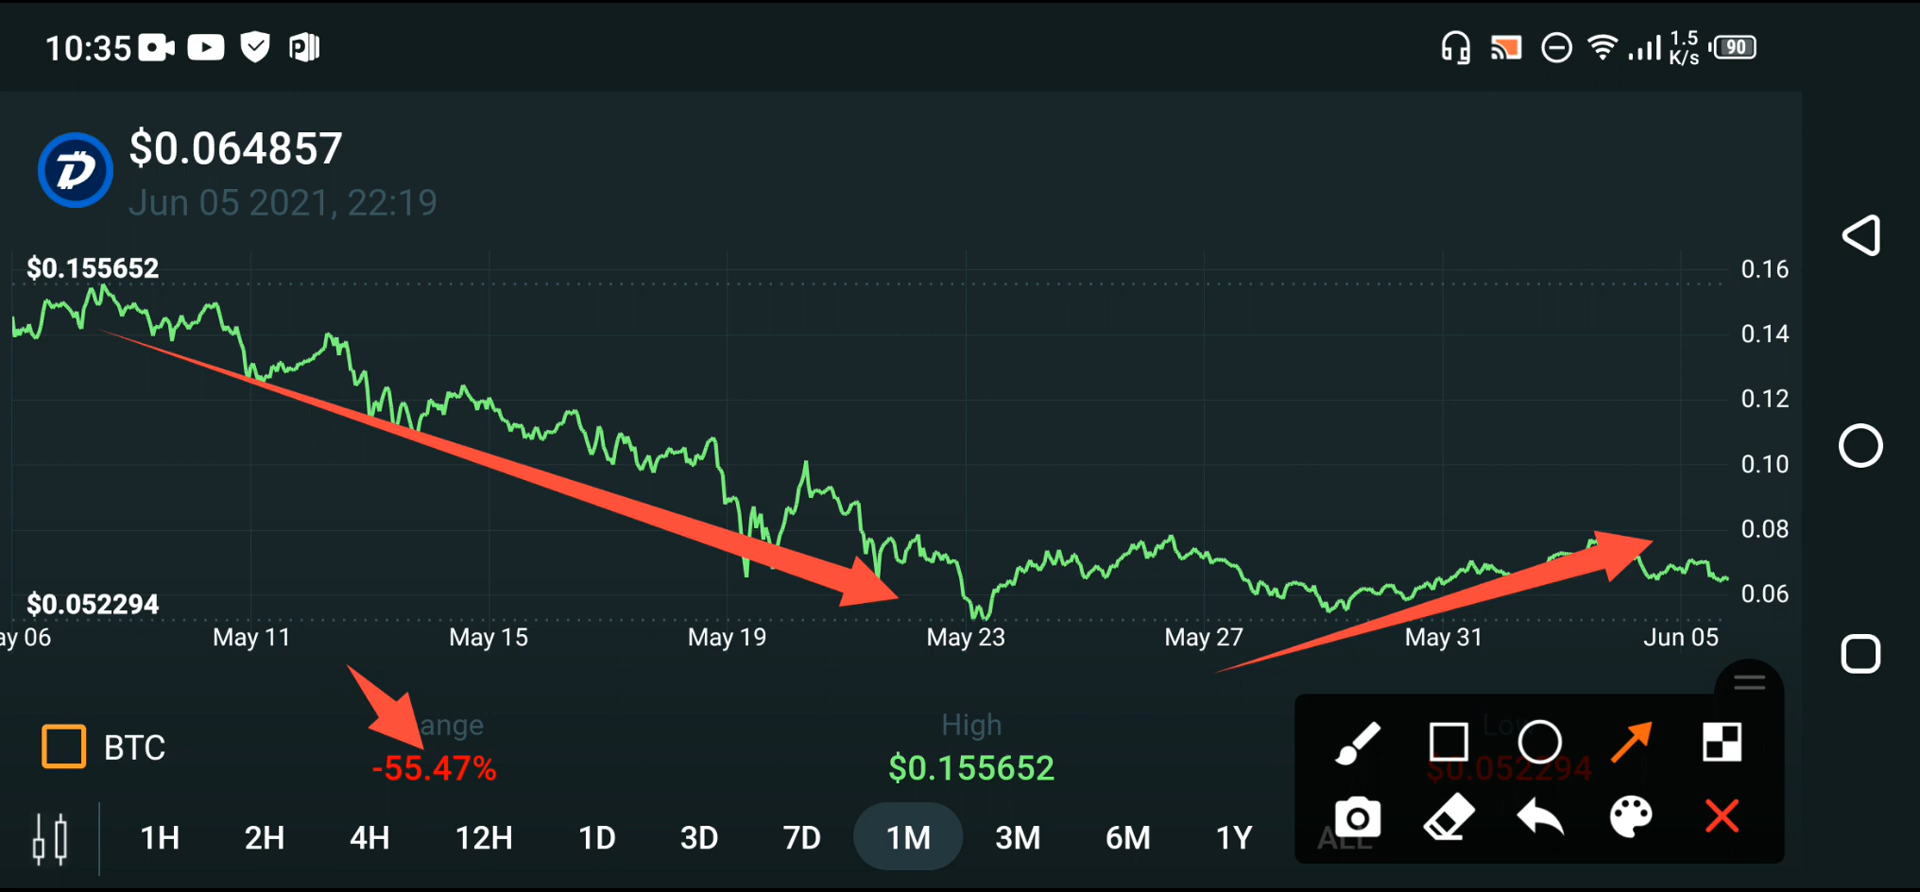 10:35
1.5
K/s
90
$0.064857
Jun 05 2021, 22:19
$0.155652
0.16
0.14
0.12
0.10
0.08
0.06
$0.052294
ay 06 May 11 May 15 May 19 May 23 May 27 May 31 Jun 05
BTC
ange High Lo
-55.47% $0.155652 $0.052294
1H 2H 4H 12H 1D 3D 7D 1M 3M 6M 1Y ALL